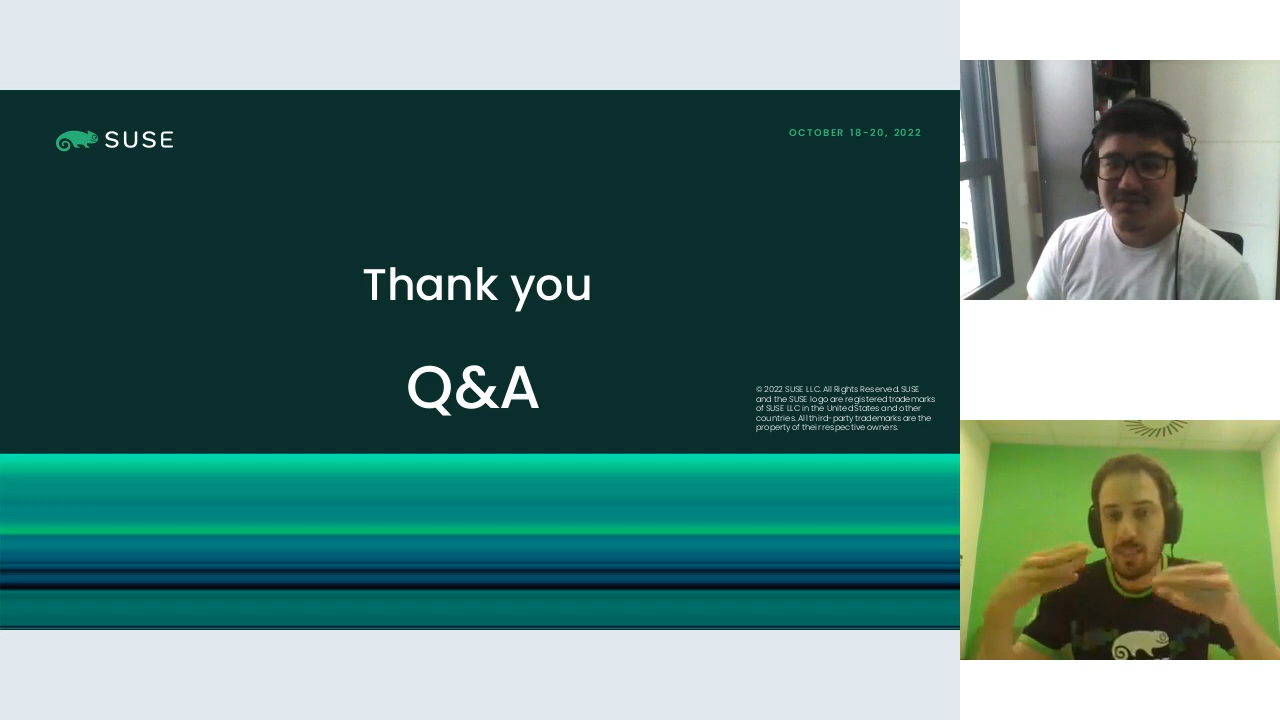 SUSE
OCTOBER 18-20, 2022
Thank you
Q&A
© 2022 SUSE LLC. All Rights Reserved. SUSE
and the SUSE logo are registered trademarks
of SUSE LLC in the United States and other
countries. All third-party trademarks are the
property of their respective owners.